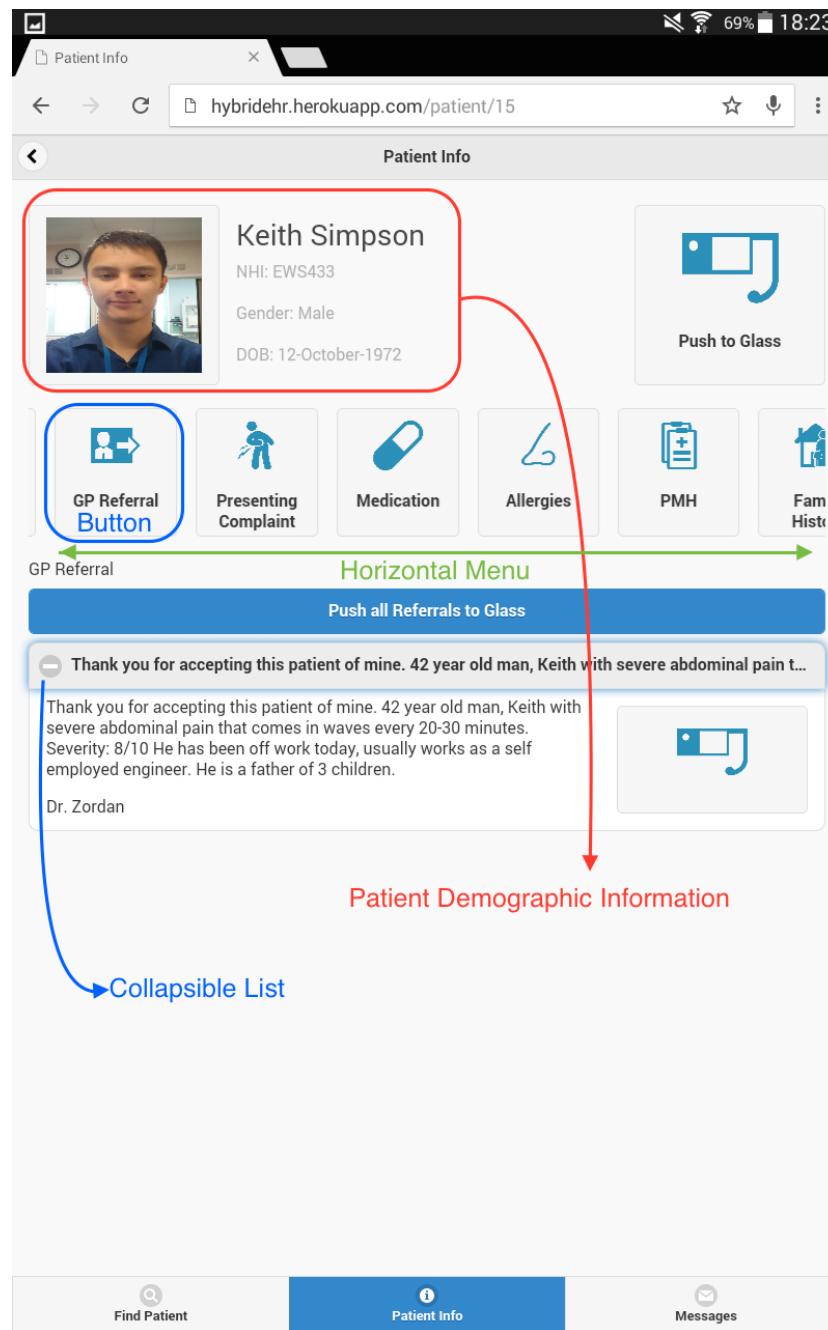 69% 18:23
Patient Info
hybridehr.herokuapp.com/patient/15
Patient Info
Keith Simpson
NHI: EWS433
Gender: Male
DOB: 12-October-1972
Push to Glass
GP Referral
Button
Presenting
Complaint
Medication
Allergies
PMH
Fam
Histo
GP Referral
Horizontal Menu
Push all Referrals to Glass
Thank you for accepting this patient of mine. 42 year old man, Keith with severe abdominal pain t...
Thank you for accepting this patient of mine. 42 year old man, Keith with
severe abdominal pain that comes in waves every 20-30 minutes.
Severity: 8/10 He has been off work today, usually works as a self
employed engineer. He is a father of 3 children.
Dr. Zordan
Patient Demographic Information
Collapsible List
Find Patient
Patient Info
Messages